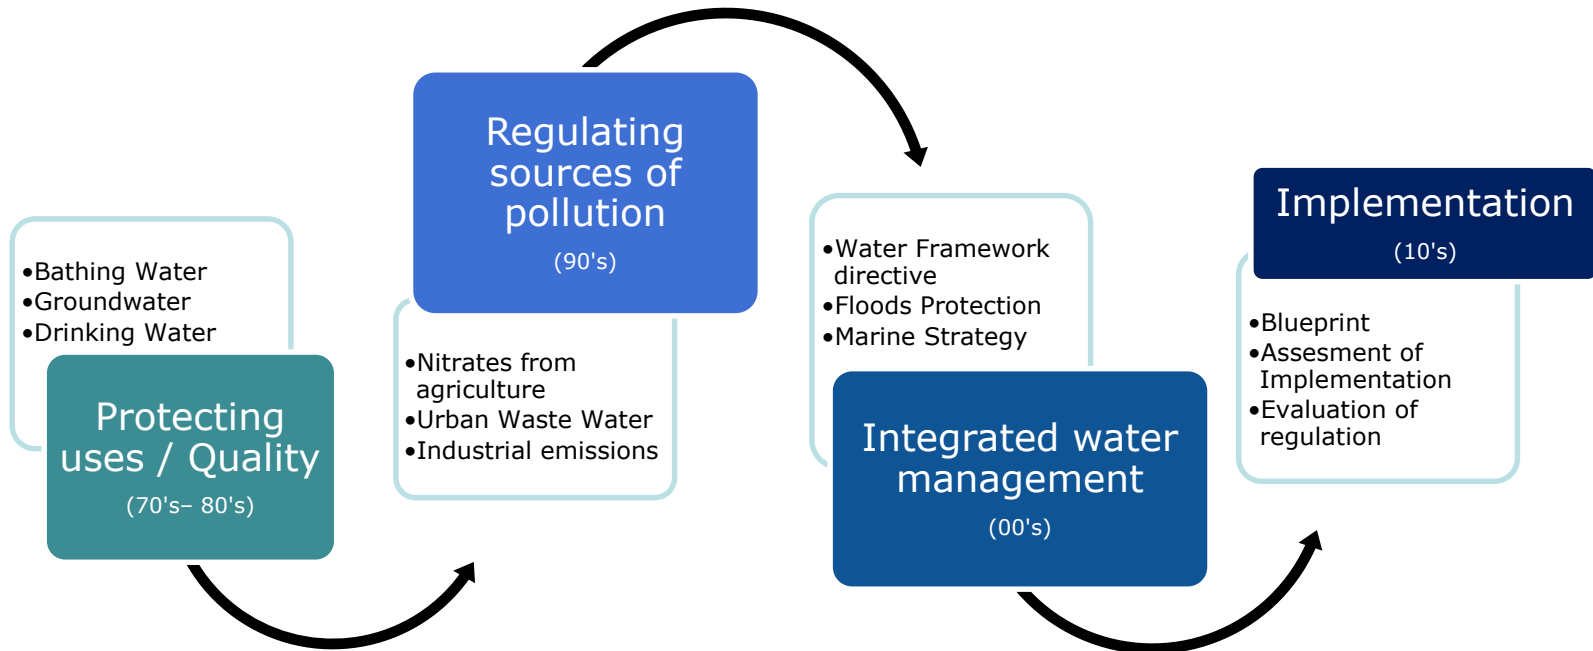 •Bathing Water
•Groundwater
•Drinking Water
Protecting
uses / Quality
(70's– 80's)
Regulating
sources of
pollution
(90's)
•Nitrates from
agriculture
•Urban Waste Water
•Industrial emissions
•Water Framework
directive
•Floods Protection
•Marine Strategy
Integrated water
management
(00's)
Implementation
(10's)
•Blueprint
•Assesment of
Implementation
•Evaluation of
regulation